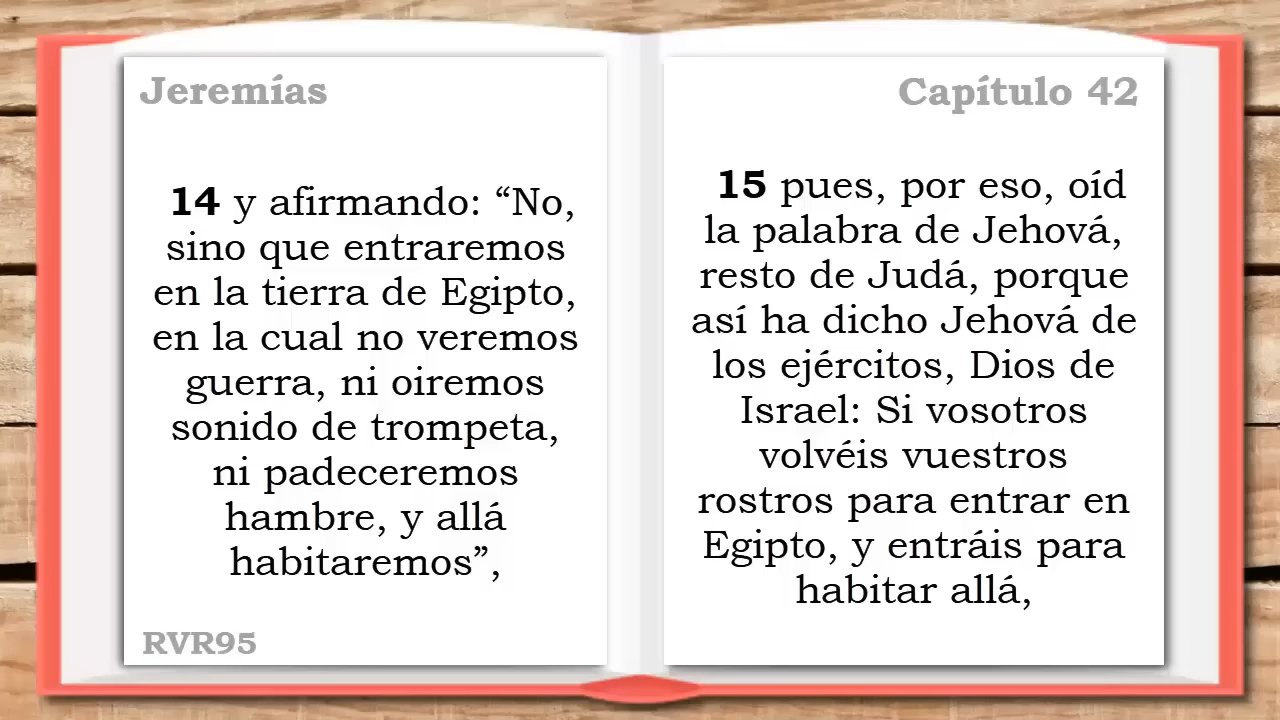 Jeremías
14 y afirmando: “No,
sino que entraremos
en la tierra de Egipto,
en la cual no veremos
guerra, ni oiremos
sonido de trompeta,
ni padeceremos
hambre, y allá
habitaremos”,
RVR95
Capítulo 42
15 pues, por eso, oíd
la palabra de Jehová,
resto de Judá, porque
así ha dicho Jehová de
los ejércitos, Dios de
Israel: Si vosotros
volvéis vuestros
rostros para entrar en
Egipto, y entráis para
habitar allá,